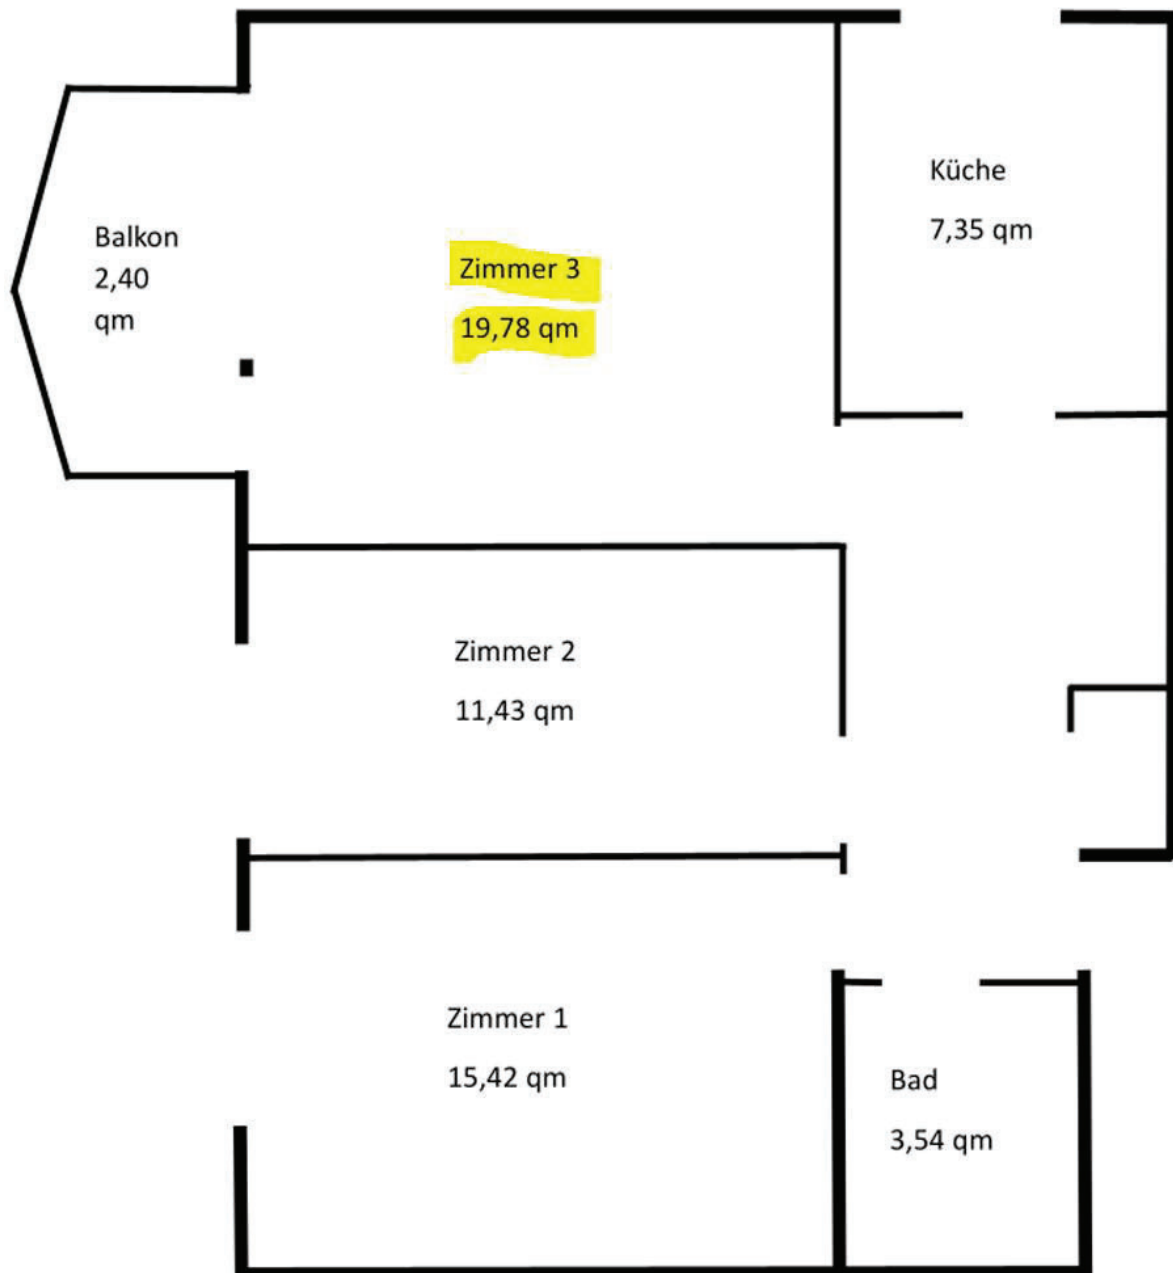 Küche
7,35 qm
Balkon
2,40
qm
Zimmer 3
19,78 qm
Zimmer 2
11,43 qm
Zimmer 1
15,42 qm
Bad
3,54 qm